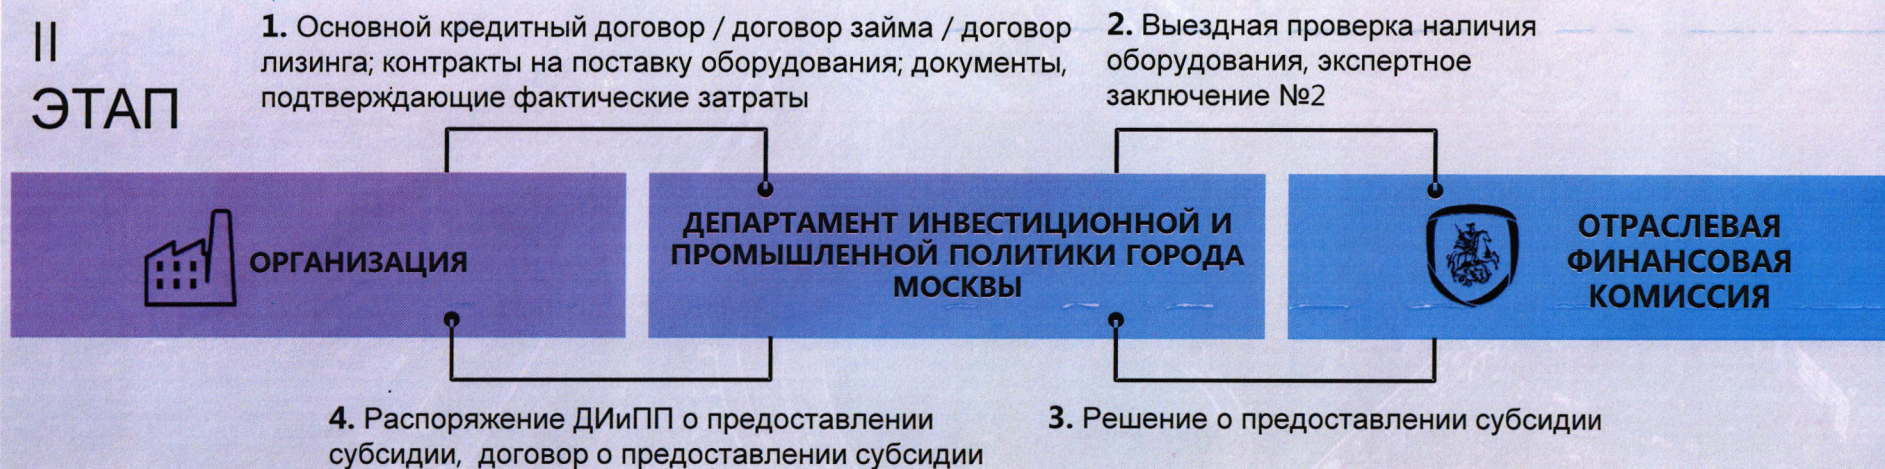 II
ЭТАП
1. Основной кредитный договор / договор займа / договор
лизинга; контракты на поставку оборудования; документы,
подтверждающие фактические затраты
2. Выездная проверка наличия
оборудования, экспертное
заключение №2
ОРГАНИЗАЦИЯ
ДЕПАРТАМЕНТ ИНВЕСТИЦИОННОЙ И
ПРОМЫШЛЕННОЙ ПОЛИТИКИ ГОРОДА
МОСКВЫ
ОТРАСЛЕВАЯ
ФИНАНСОВАЯ
КОМИССИЯ
4. Распоряжение ДИиПП о предоставлении
субсидии, договор о предоставлении субсидии
3. Решение о предоставлении субсидии